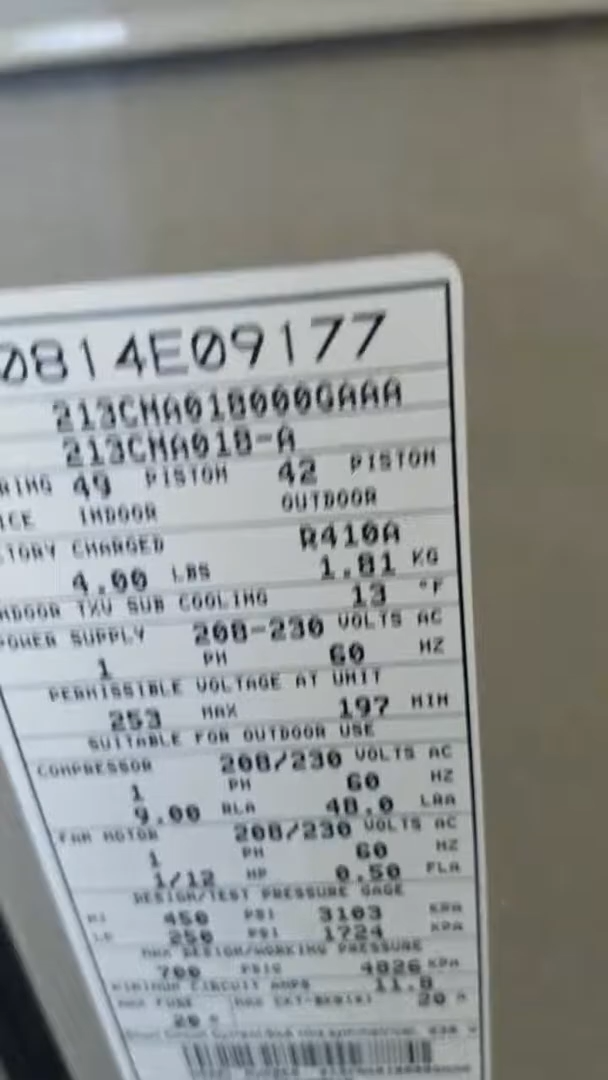 0814E09177
213CMA018000GAAA
213CMA018-A
RING 49 PISTON 42 PISTON
ICE INDOOR OUTDOOR
TORY CHARGED R410A
4.00 LBS 1.81 KG
NDOOR TXV SUB COOLING 13 °F
POWER SUPPLY 208-230 VOLTS AC
1 PH 60 HZ
PERMISSIBLE VOLTAGE AT UNIT
253 MAX 197 MIN
SUITABLE FOR OUTDOOR USE
COMPRESSOR 208/230 VOLTS AC
1 PH 60 HZ
9.00 RLA 48.0 LRA
FAN MOTOR 208/230 VOLTS AC
1 PH 60 HZ
1/12 HP 0.50 FLA
DESIGN/TEST PRESSURE GAGE
HI 450 PSI 3103 KPA
LO 250 PSI 1724 KPA
MAX DESIGN/WORKING PRESSURE
700 PSIG 4826 KPA
MINIMUM CIRCUIT AMPS 11.8
MAX FUSE MAX CKT-BKR(*) 20 A
20 A